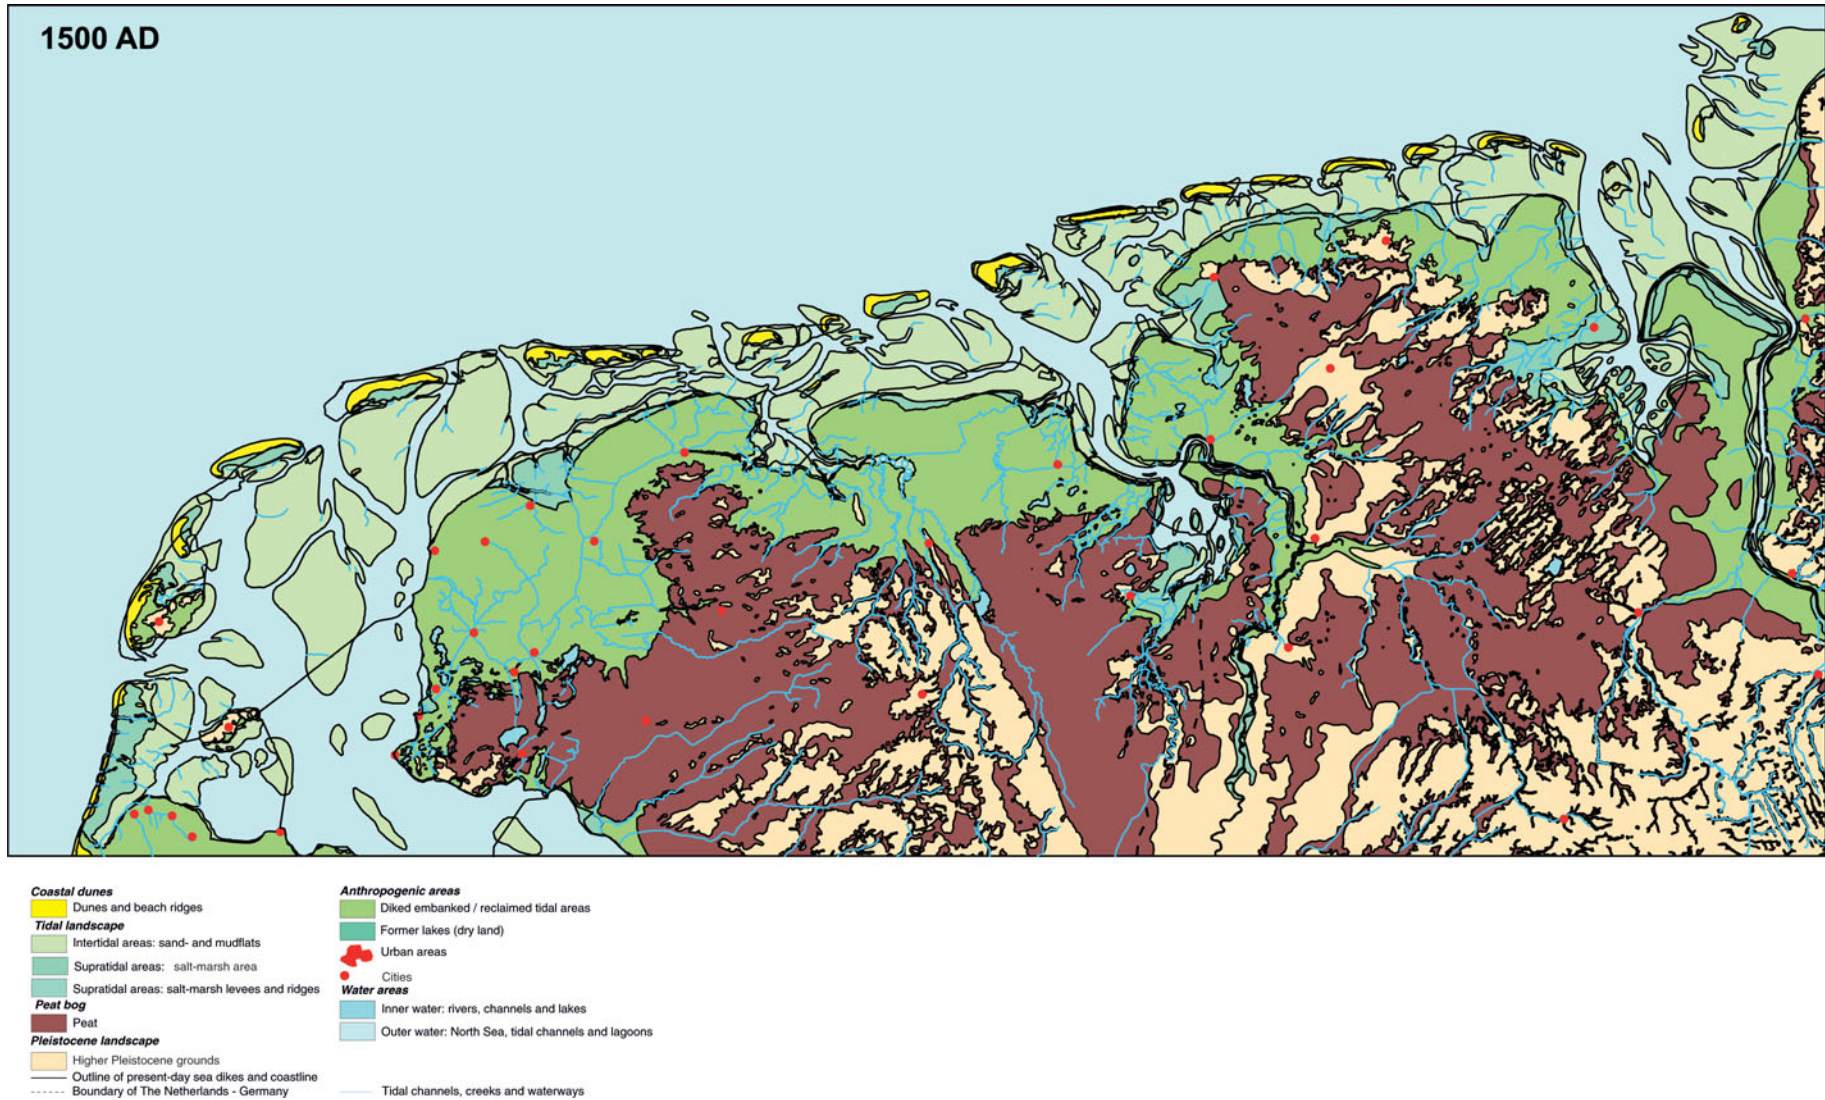 1500 AD
Coastal dunes
Dunes and beach ridges
Tidal landscape
Intertidal areas: sand- and mudflats
Supratidal areas: salt-marsh area
Supratidal areas: salt-marsh levees and ridges
Peat bog
Peat
Pleistocene landscape
Higher Pleistocene grounds
Outline of present-day sea dikes and coastline
Boundary of The Netherlands - Germany
Anthropogenic areas
Diked embanked / reclaimed tidal areas
Former lakes (dry land)
Urban areas
Cities
Water areas
Inner water: rivers, channels and lakes
Outer water: North Sea, tidal channels and lagoons
Tidal channels, creeks and waterways